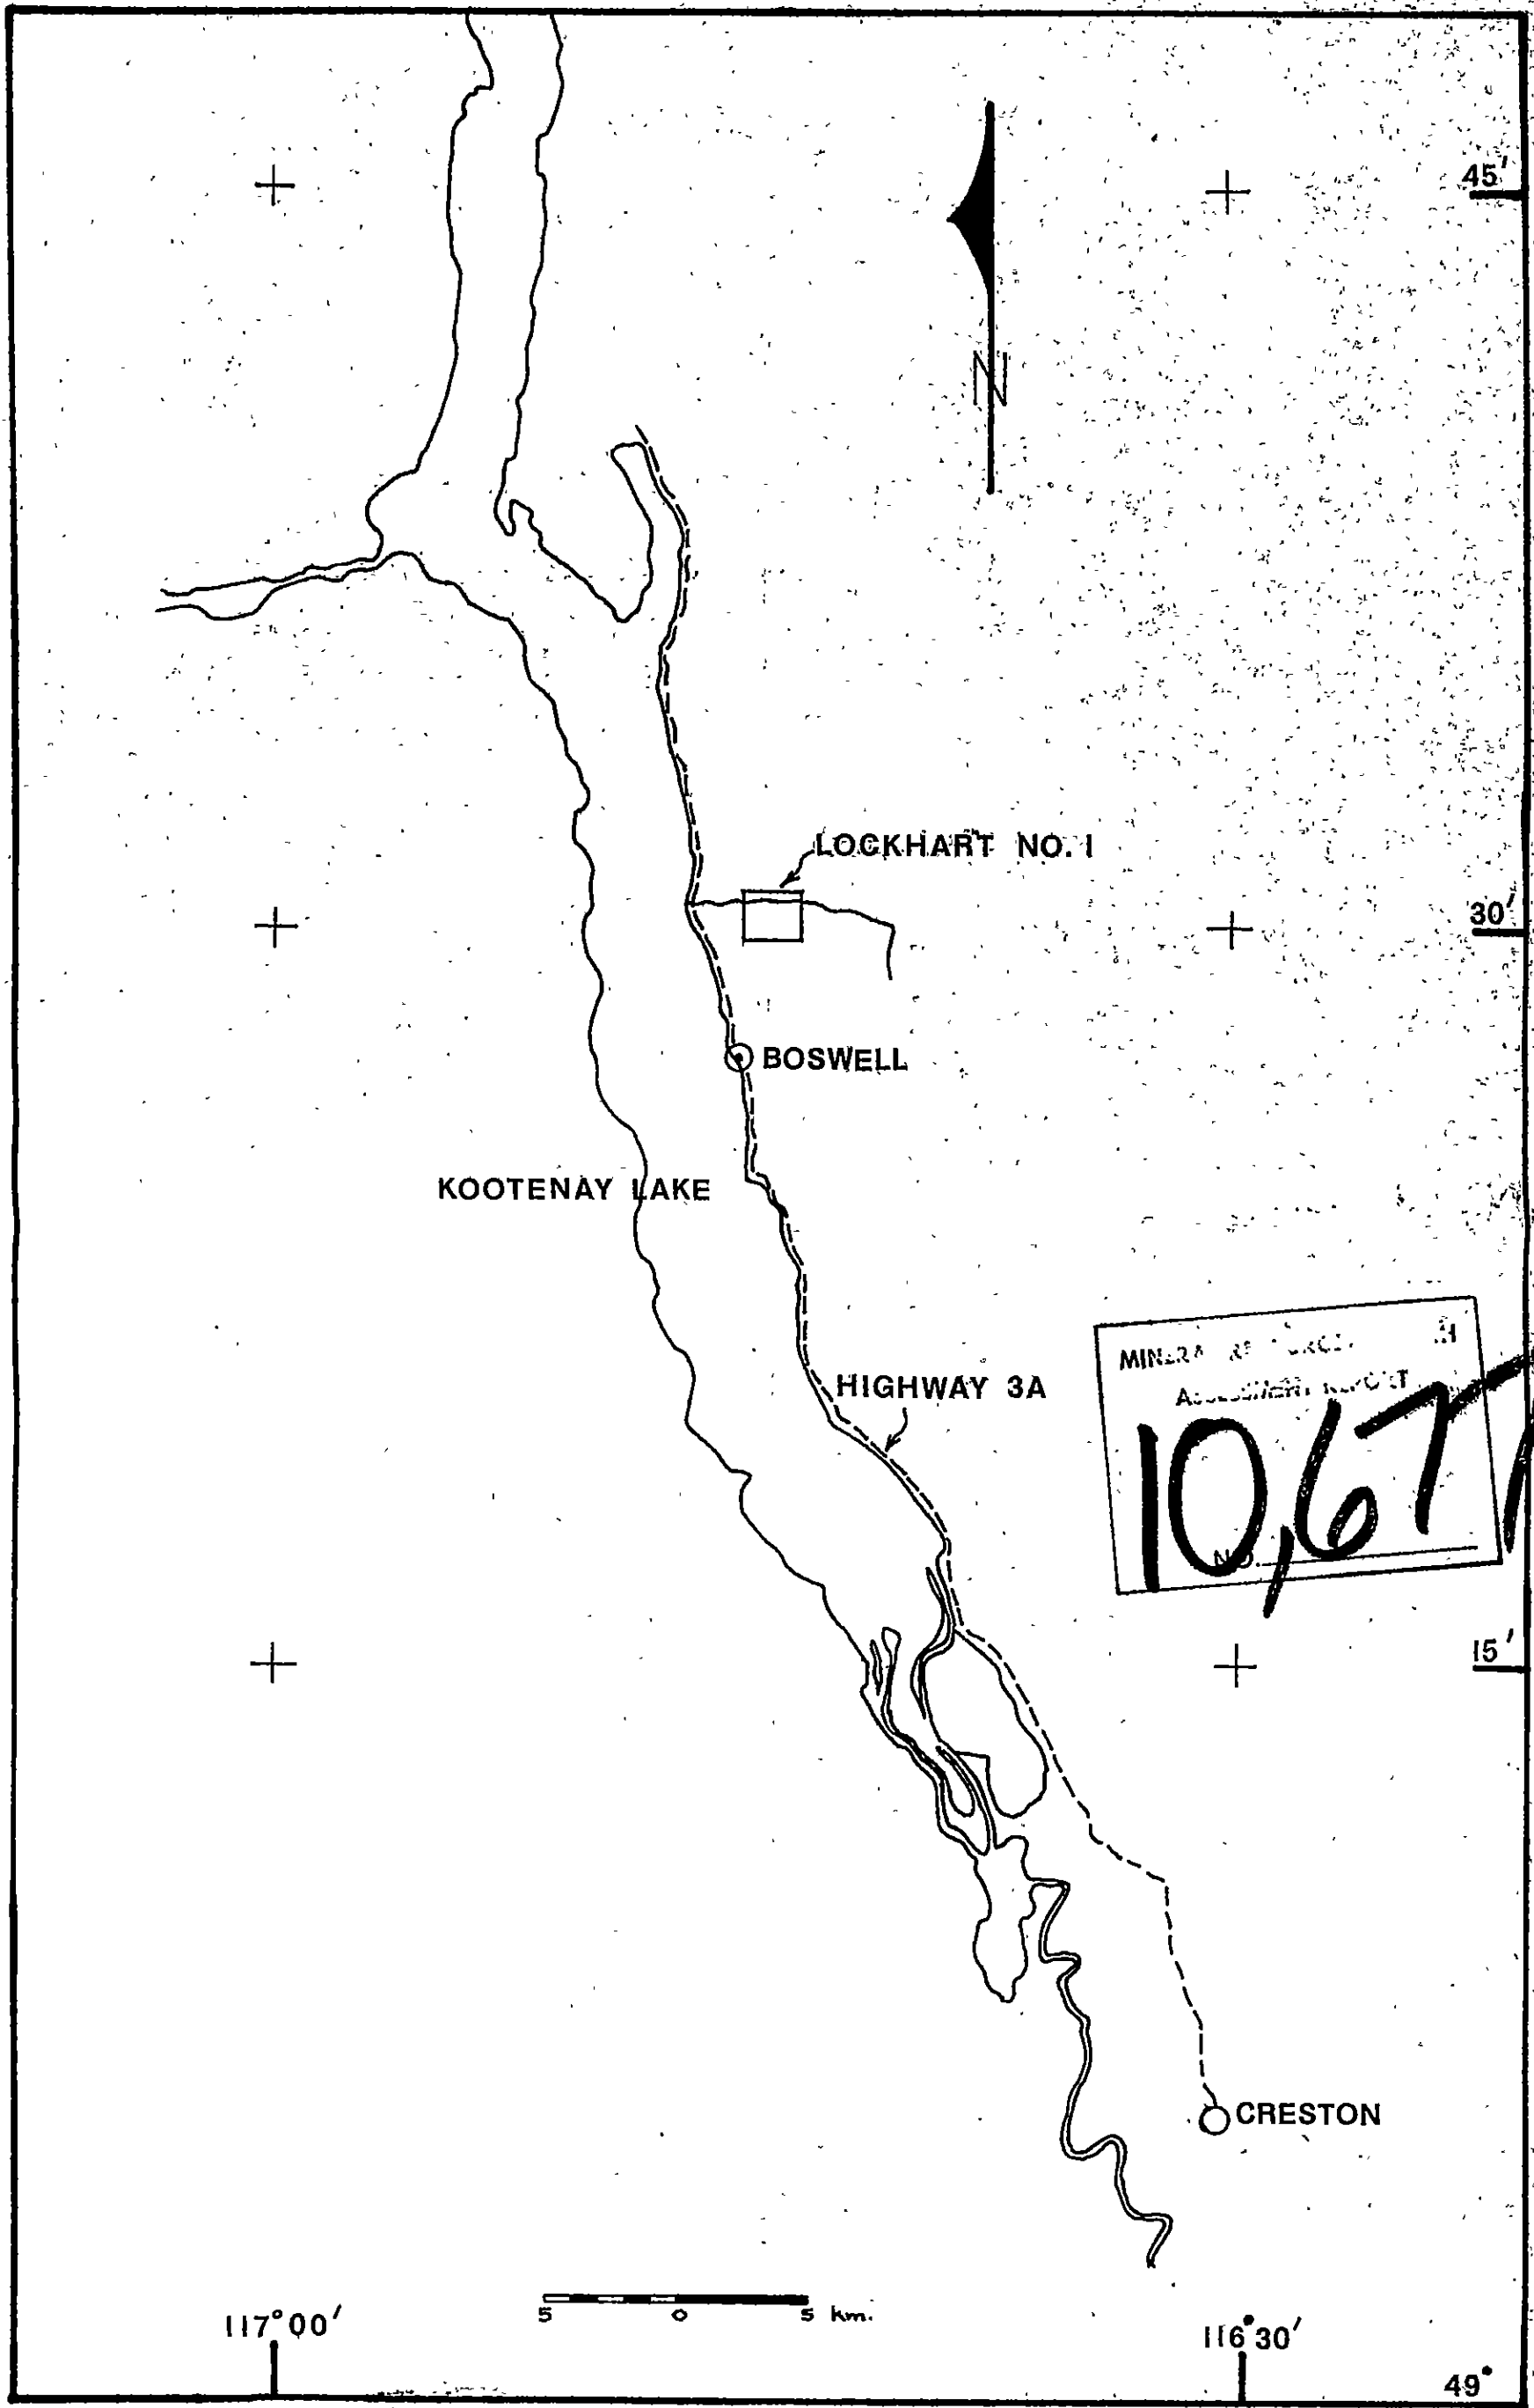 45'
N
LOCKHART NO. 1
30'
BOSWELL
KOOTENAY LAKE
HIGHWAY 3A
ASSESSMENT REPORT
10,67
NO.
15'
CRESTON
5 0 5 km.
117°00'
116°30'
49°